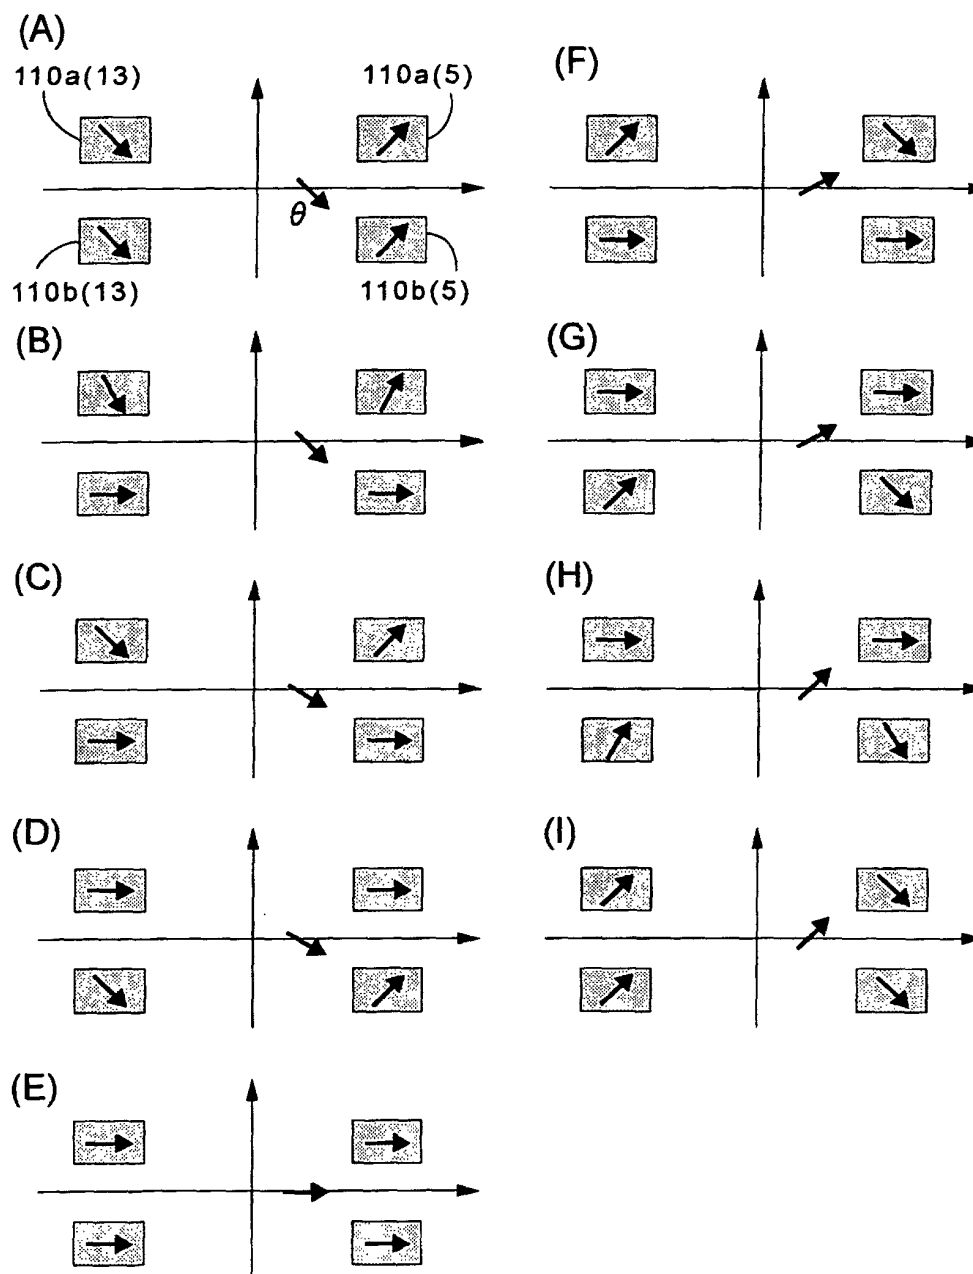 (A)
110a(13)
110a(5)
θ
110b(13)
110b(5)
(B)
(C)
(D)
(E)
(F)
(G)
(H)
(I)